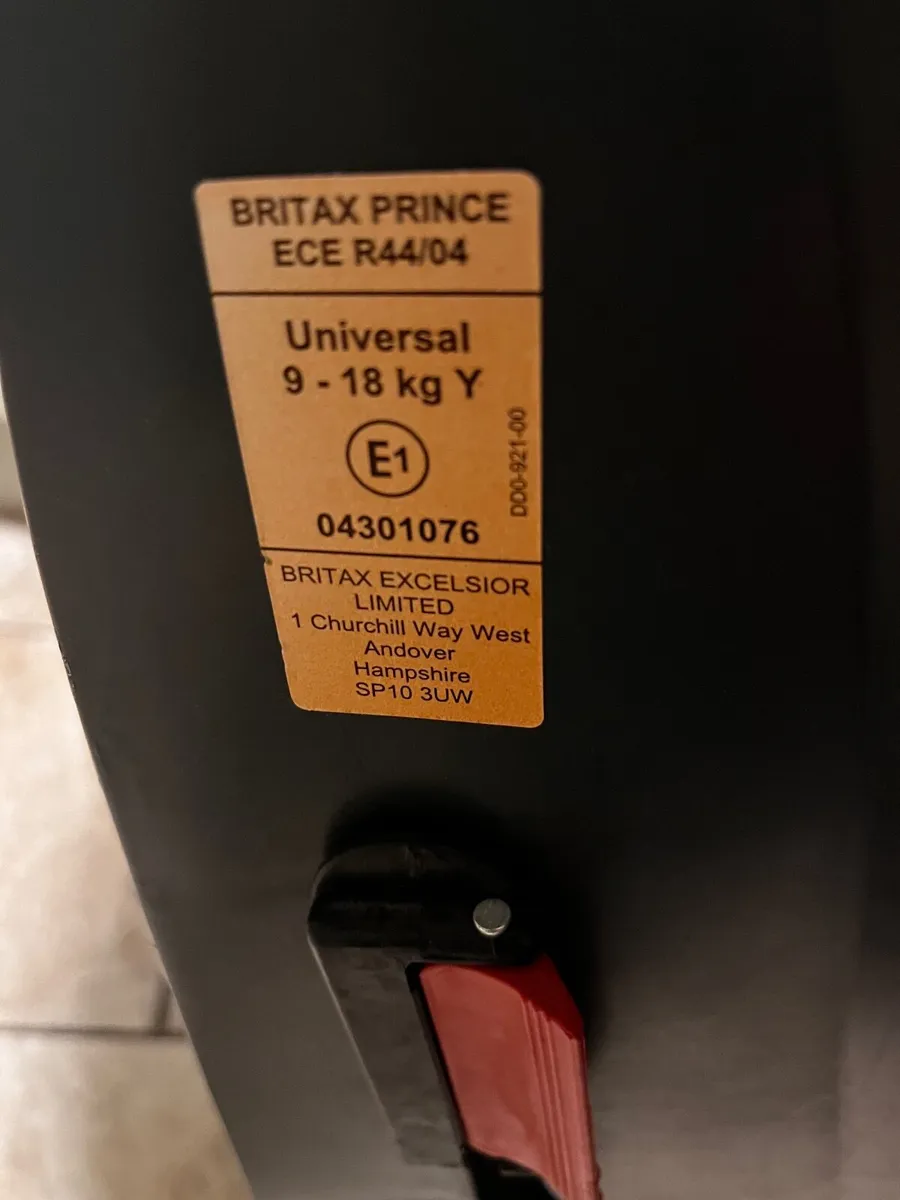 BRITAX PRINCE
ECE R44/04
Universal
9 - 18 kg Y
E1
04301076
DD0-921-00
BRITAX EXCELSIOR
LIMITED
1 Churchill Way West
Andover
Hampshire
SP10 3UW